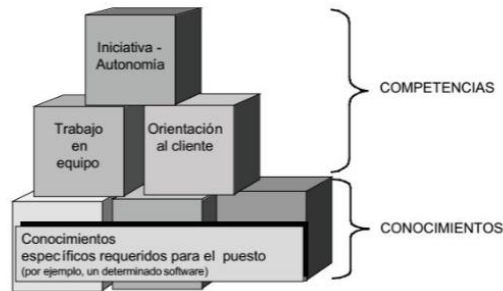 Iniciativa -
Autonomía
Trabajo
en
equipo
Orientación
al cliente
COMPETENCIAS
Conocimientos
específicos requeridos para el puesto
(por ejemplo, un determinado software)
CONOCIMIENTOS